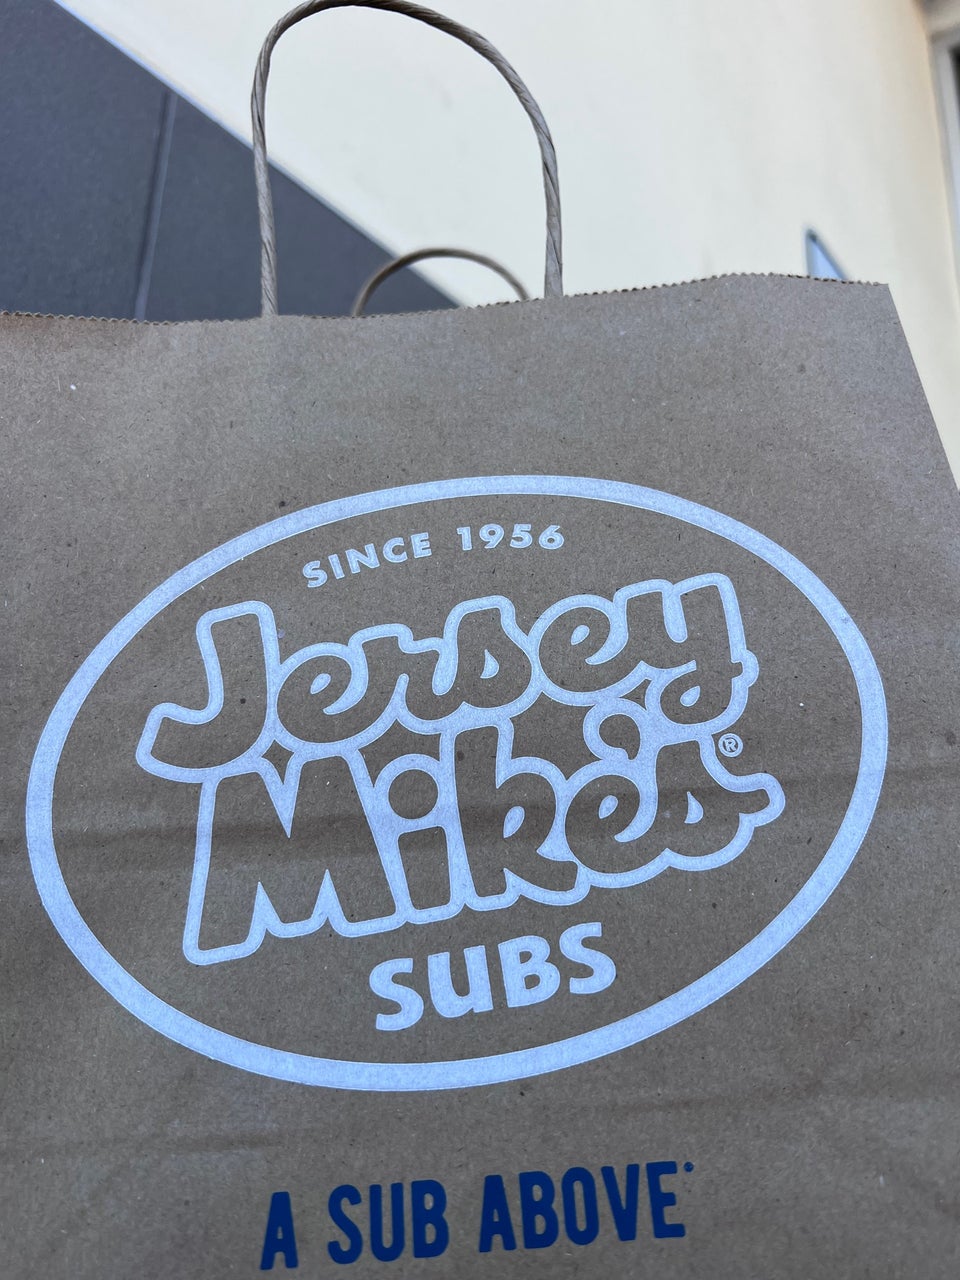 SINCE 1956
Jersey
Mike's
®
SUBS
A SUB ABOVE®